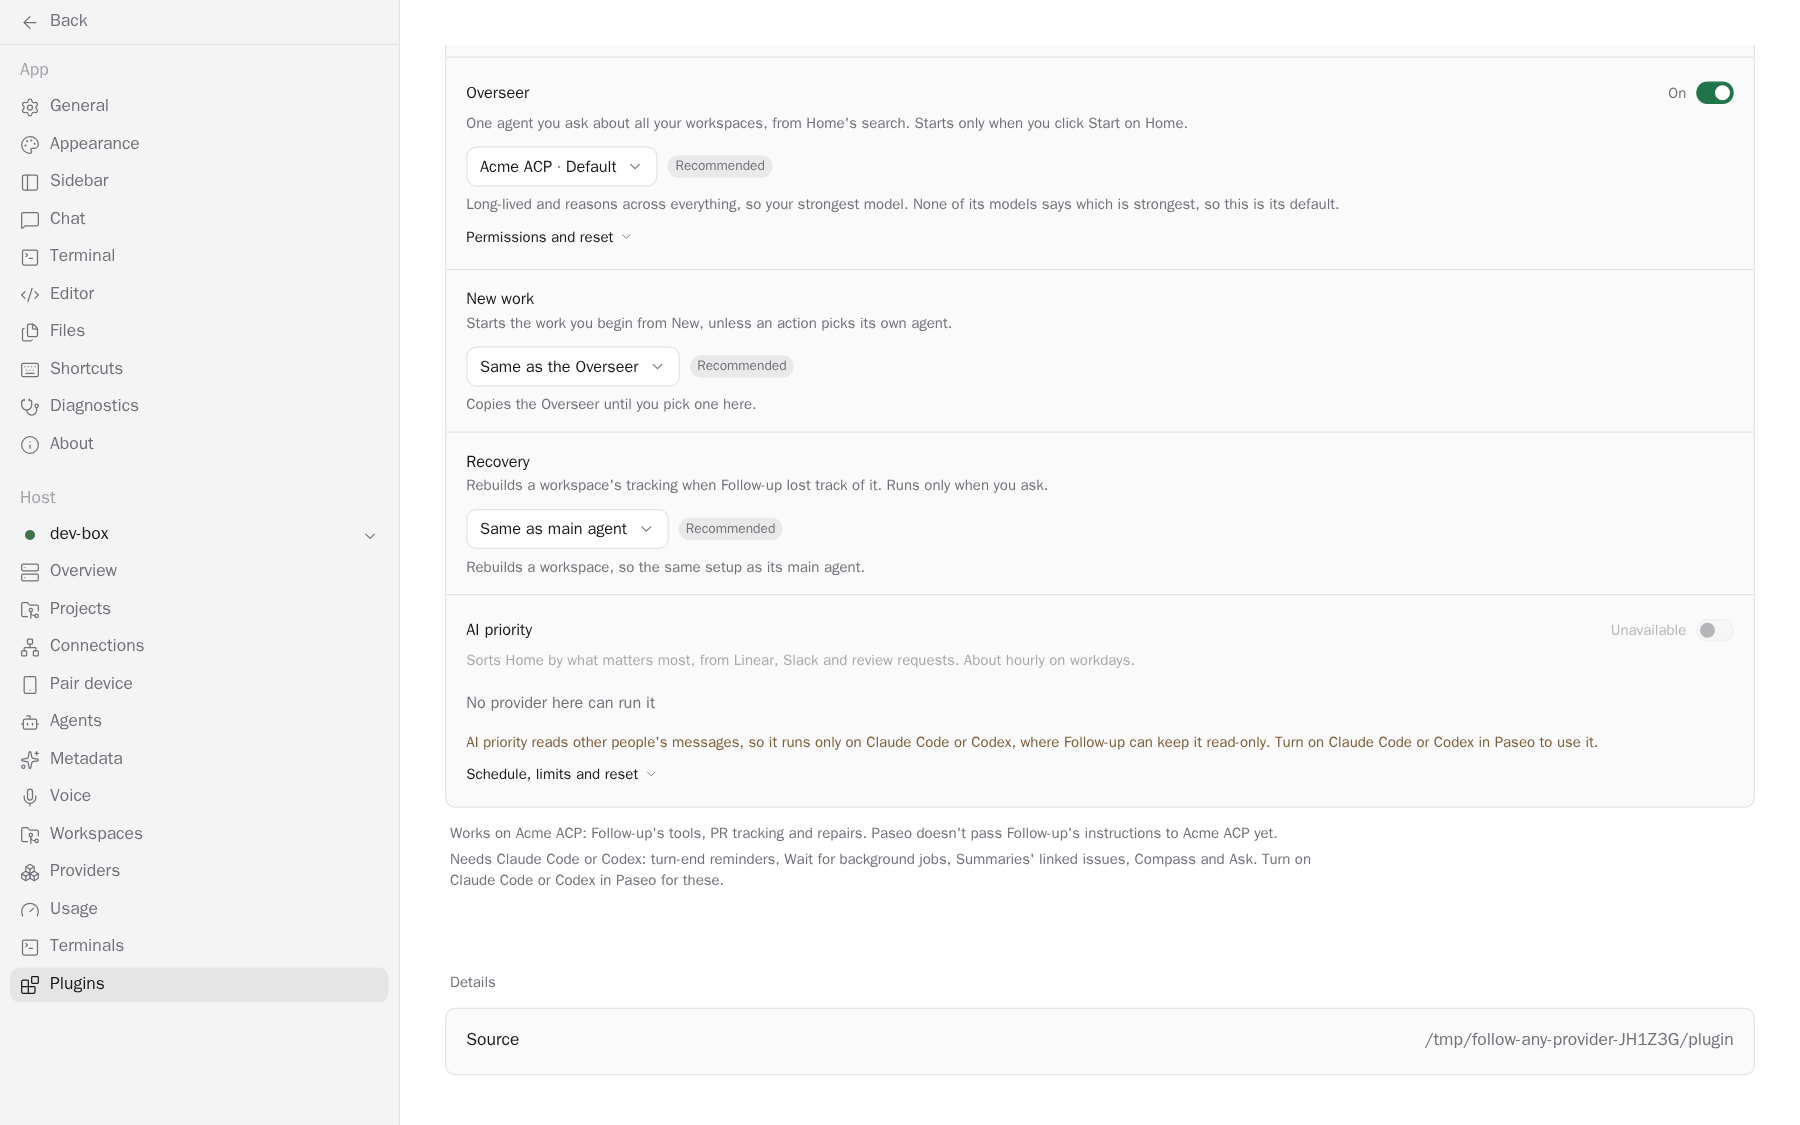 Back
App
General
Appearance
Sidebar
Chat
Terminal
Editor
Files
Shortcuts
Diagnostics
About
Host
dev-box
Overview
Projects
Connections
Pair device
Agents
Metadata
Voice
Workspaces
Providers
Usage
Terminals
Plugins
Overseer
On
One agent you ask about all your workspaces, from Home's search. Starts only when you click Start on Home.
Acme ACP · Default
Recommended
Long-lived and reasons across everything, so your strongest model. None of its models says which is strongest, so this is its default.
Permissions and reset
New work
Starts the work you begin from New, unless an action picks its own agent.
Same as the Overseer
Recommended
Copies the Overseer until you pick one here.
Recovery
Rebuilds a workspace's tracking when Follow-up lost track of it. Runs only when you ask.
Same as main agent
Recommended
Rebuilds a workspace, so the same setup as its main agent.
AI priority
Unavailable
Sorts Home by what matters most, from Linear, Slack and review requests. About hourly on workdays.
No provider here can run it
AI priority reads other people's messages, so it runs only on Claude Code or Codex, where Follow-up can keep it read-only. Turn on Claude Code or Codex in Paseo to use it.
Schedule, limits and reset
Works on Acme ACP: Follow-up's tools, PR tracking and repairs. Paseo doesn't pass Follow-up's instructions to Acme ACP yet.
Needs Claude Code or Codex: turn-end reminders, Wait for background jobs, Summaries' linked issues, Compass and Ask. Turn on
Claude Code or Codex in Paseo for these.
Details
Source
/tmp/follow-any-provider-JH1Z3G/plugin